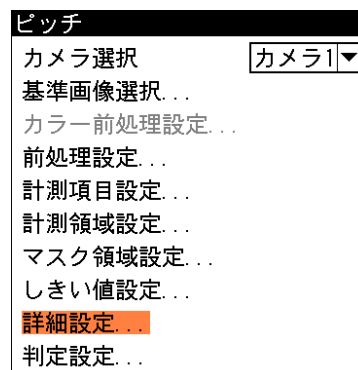 ピッチ
カメラ選択 カメラ1
基準画像選択...
カラー前処理設定...
前処理設定...
計測項目設定...
計測領域設定...
マスク領域設定...
しきい値設定...
詳細設定...
判定設定...